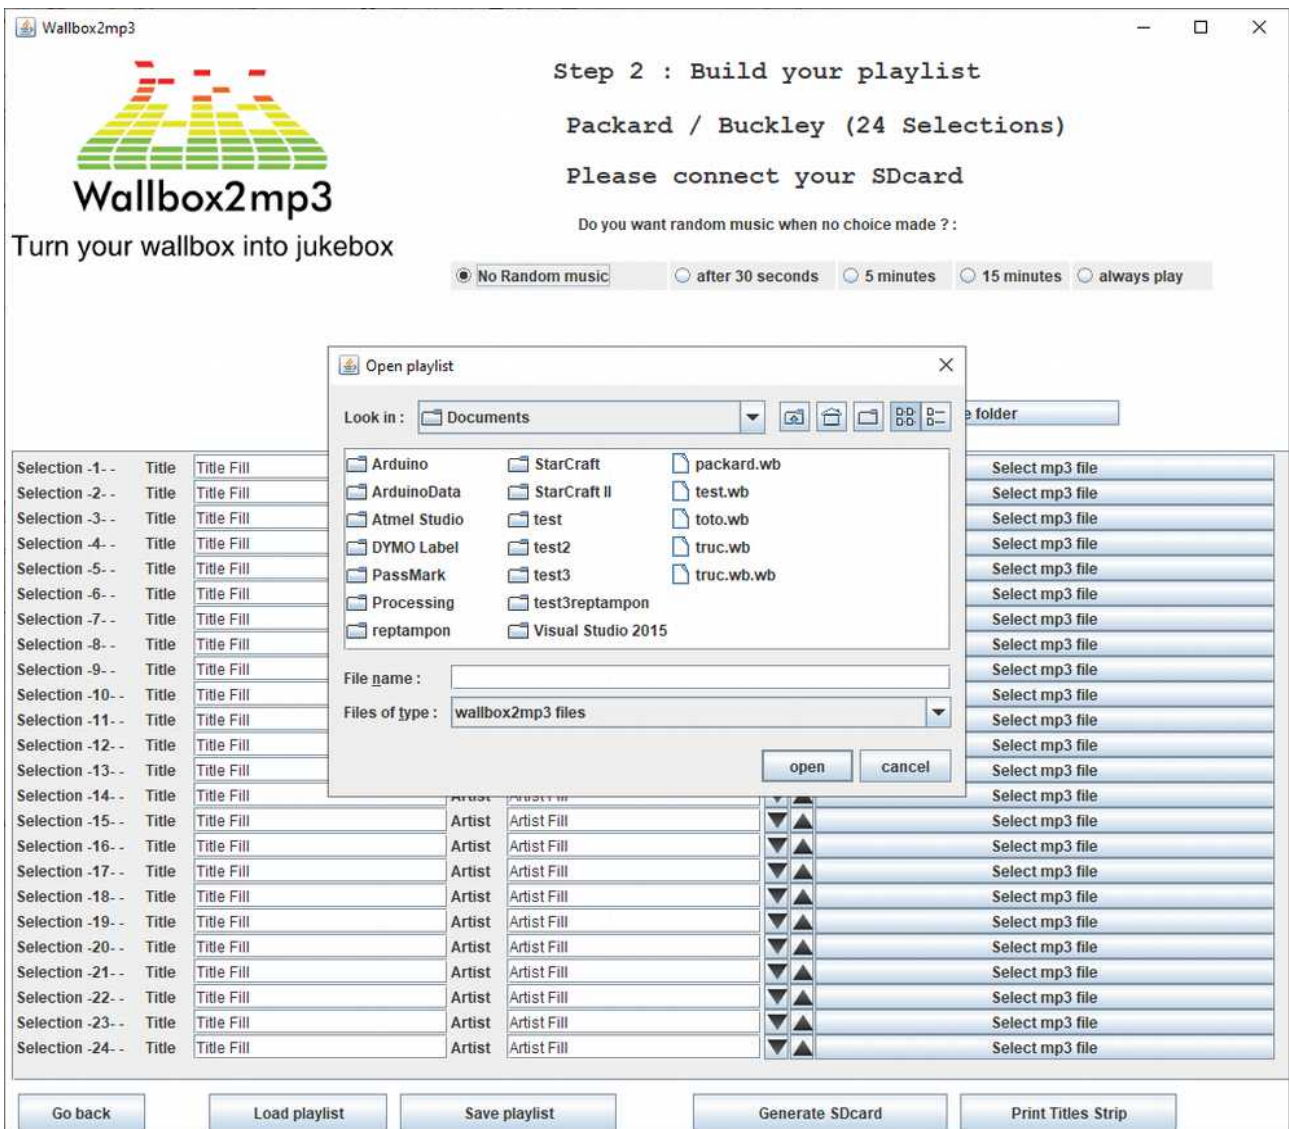 Wallbox2mp3
Step 2 : Build your playlist
Packard / Buckley (24 Selections)
Wallbox2mp3
Please connect your SDcard
Turn your wallbox into jukebox
Do you want random music when no choice made ? :
No Random music after 30 seconds 5 minutes 15 minutes always play
Open playlist
Look in : Documents
folder
Arduino StarCraft packard.wb
ArduinoData StarCraft II test.wb
Atmel Studio test toto.wb
DYMO Label test2 truc.wb
PassMark test3 truc.wb.wb
Processing test3reptampon
reptampon Visual Studio 2015
File name :
Files of type : wallbox2mp3 files
open cancel
Selection -1- - Title Title Fill Select mp3 file
Selection -2- - Title Title Fill Select mp3 file
Selection -3- - Title Title Fill Select mp3 file
Selection -4- - Title Title Fill Select mp3 file
Selection -5- - Title Title Fill Select mp3 file
Selection -6- - Title Title Fill Select mp3 file
Selection -7- - Title Title Fill Select mp3 file
Selection -8- - Title Title Fill Select mp3 file
Selection -9- - Title Title Fill Select mp3 file
Selection -10- - Title Title Fill Select mp3 file
Selection -11- - Title Title Fill Select mp3 file
Selection -12- - Title Title Fill Select mp3 file
Selection -13- - Title Title Fill Select mp3 file
Selection -14- - Title Title Fill Artist Artist Fill Select mp3 file
Selection -15- - Title Title Fill Artist Artist Fill Select mp3 file
Selection -16- - Title Title Fill Artist Artist Fill Select mp3 file
Selection -17- - Title Title Fill Artist Artist Fill Select mp3 file
Selection -18- - Title Title Fill Artist Artist Fill Select mp3 file
Selection -19- - Title Title Fill Artist Artist Fill Select mp3 file
Selection -20- - Title Title Fill Artist Artist Fill Select mp3 file
Selection -21- - Title Title Fill Artist Artist Fill Select mp3 file
Selection -22- - Title Title Fill Artist Artist Fill Select mp3 file
Selection -23- - Title Title Fill Artist Artist Fill Select mp3 file
Selection -24- - Title Title Fill Artist Artist Fill Select mp3 file
Go back Load playlist Save playlist Generate SDcard Print Titles Strip